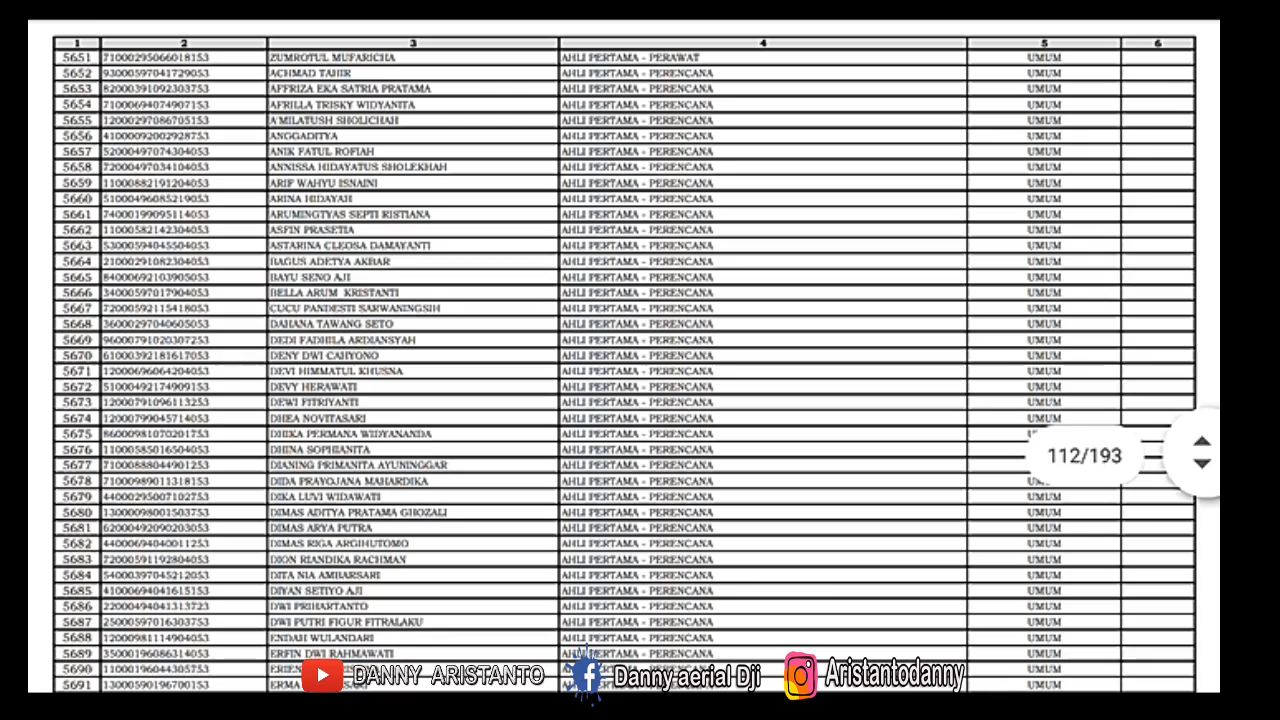 1 2 3 4 5 6
5651 71000295066018153 ZUMROTUL MUFARICHA AHLI PERTAMA - PERAWAT UMUM
5652 93000597041729053 ACHMAD TAHIR AHLI PERTAMA - PERENCANA UMUM
5653 82000391092303753 AFFRIZA EKA SATRIA PRATAMA AHLI PERTAMA - PERENCANA UMUM
5654 71000694074907153 AFRILLA TRISKY WIDYANITA AHLI PERTAMA - PERENCANA UMUM
5655 12000297086705153 A'MILATUSH SHOLICHAH AHLI PERTAMA - PERENCANA UMUM
5656 41000092002928753 ANGGADITYA AHLI PERTAMA - PERENCANA UMUM
5657 52000497074304053 ANIK FATUL ROFIAH AHLI PERTAMA - PERENCANA UMUM
5658 72000497034104053 ANNISSA HIDAYATUS SHOLEKHAH AHLI PERTAMA - PERENCANA UMUM
5659 11000882191204053 ARIF WAHYU ISNAINI AHLI PERTAMA - PERENCANA UMUM
5660 51000496085219053 ARINA HIDAYAH AHLI PERTAMA - PERENCANA UMUM
5661 74000199095114053 ARUMINGTYAS SEPTI RISTIANA AHLI PERTAMA - PERENCANA UMUM
5662 11000582142304053 ASFIN PRASETIA AHLI PERTAMA - PERENCANA UMUM
5663 53000594045504053 ASTARINA CLEOSA DAMAYANTI AHLI PERTAMA - PERENCANA UMUM
5664 21000291082304053 BAGUS ADETYA AKBAR AHLI PERTAMA - PERENCANA UMUM
5665 84000692103905053 BAYU SENO AJI AHLI PERTAMA - PERENCANA UMUM
5666 34000597017904053 BELLA ARUM KRISTANTI AHLI PERTAMA - PERENCANA UMUM
5667 72000592115418053 CUCU PANDESTI SARWANINGSIH AHLI PERTAMA - PERENCANA UMUM
5668 36000297040605053 DAHANA TAWANG SETO AHLI PERTAMA - PERENCANA UMUM
5669 96000791020307253 DEDI FADHILA ARDIANSYAH AHLI PERTAMA - PERENCANA UMUM
5670 61000392181617053 DENY DWI CAHYONO AHLI PERTAMA - PERENCANA UMUM
5671 12000696064204053 DEVI HIMMATUL KHUSNA AHLI PERTAMA - PERENCANA UMUM
5672 51000492174909153 DEVY HERAWATI AHLI PERTAMA - PERENCANA UMUM
5673 12000791096113253 DEWI FITRIYANTI AHLI PERTAMA - PERENCANA UMUM
5674 12000799045714053 DHEA NOVITASARI AHLI PERTAMA - PERENCANA UMUM
5675 86000981070201753 DHIKA PERMANA WIDYANANDA AHLI PERTAMA - PERENCANA
5676 11000585016504053 DHINA SOPHIANITA AHLI PERTAMA - PERENCANA
5677 71000888044901253 DIANING PRIMANITA AYUNINGGAR AHLI PERTAMA - PERENCANA
5678 71000989011318153 DIDA PRAYOJANA MAHARDIKA AHLI PERTAMA - PERENCANA
5679 44000295007102753 DIKA LUVI WIDAWATI AHLI PERTAMA - PERENCANA UMUM
5680 13000098001503753 DIMAS ADITYA PRATAMA GHOZALI AHLI PERTAMA - PERENCANA UMUM
5681 62000492090203053 DIMAS ARYA PUTRA AHLI PERTAMA - PERENCANA UMUM
5682 44000694040011253 DIMAS RIGA ARGIHUTOMO AHLI PERTAMA - PERENCANA UMUM
5683 72000591192804053 DION RIANDIKA RACHMAN AHLI PERTAMA - PERENCANA UMUM
5684 54000397045212053 DITA NIA AMBARSARI AHLI PERTAMA - PERENCANA UMUM
5685 41000694041615153 DIYAN SETIYO AJI AHLI PERTAMA - PERENCANA UMUM
5686 22000494041313723 DWI PRIHARTANTO AHLI PERTAMA - PERENCANA UMUM
5687 25000597016303753 DWI PUTRI FIGUR FITRALAKU AHLI PERTAMA - PERENCANA UMUM
5688 12000981114904053 ENDAH WULANDARI AHLI PERTAMA - PERENCANA UMUM
5689 35000196086314053 ERFIN DWI RAHMAWATI AHLI PERTAMA - PERENCANA UMUM
5690 11000196044305753 UMUM
5691 13000590196700153 ERMA UMUM
112/193
DANNY ARISTANTO Danny aerial Dji Aristantodanny